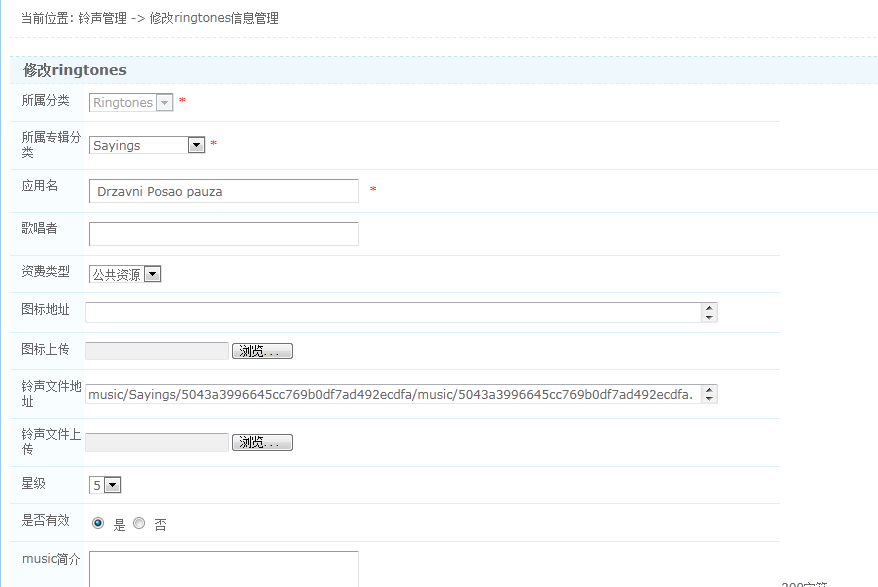 当前位置: 铃声管理 -> 修改ringtones信息管理
修改ringtones
所属分类 Ringtones *
所属专辑分类 Sayings *
应用名 Drzavni Posao pauza *
歌唱者
资费类型 公共资源
图标地址
图标上传 浏览...
铃声文件地址 music/Sayings/5043a3996645cc769b0df7ad492ecdfa/music/5043a3996645cc769b0df7ad492ecdfa.
铃声文件上传 浏览...
星级 5
是否有效 是 否
music简介